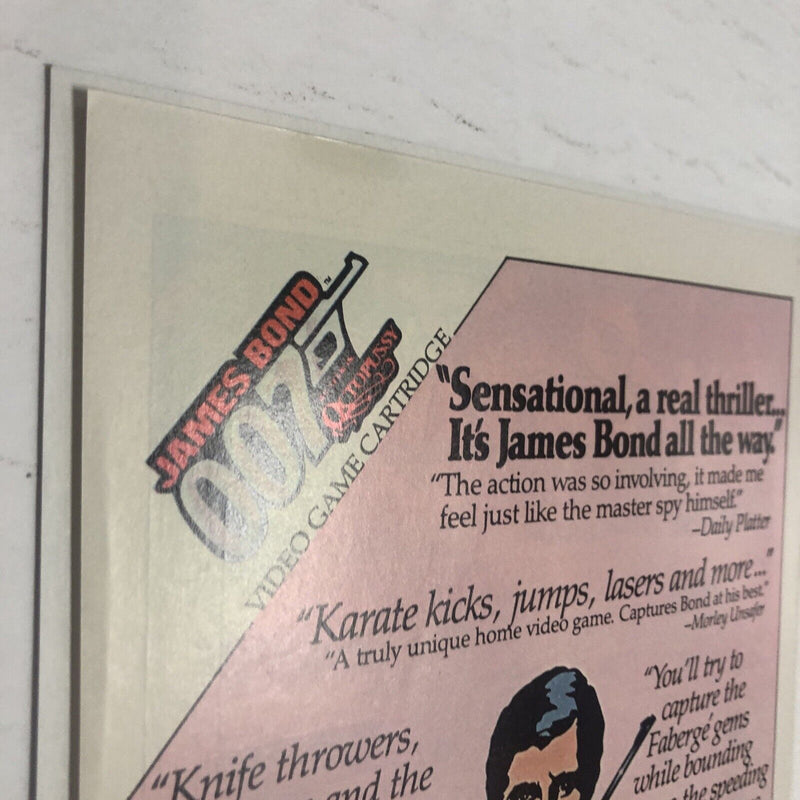 JAMES BOND
007
™
OCTOPUSSY
VIDEO GAME CARTRIDGE
"Sensational, a real thriller...
It's James Bond all the way."
"The action was so involving, it made me
feel just like the master spy himself."
–Daily Platter
"Karate kicks, jumps, lasers and more..."
"A truly unique home video game. Captures Bond at his best."
–Morley Unsafer
"You'll try to
capture the
Fabergé gems
while bounding
the speeding
"Knife throwers,
and the